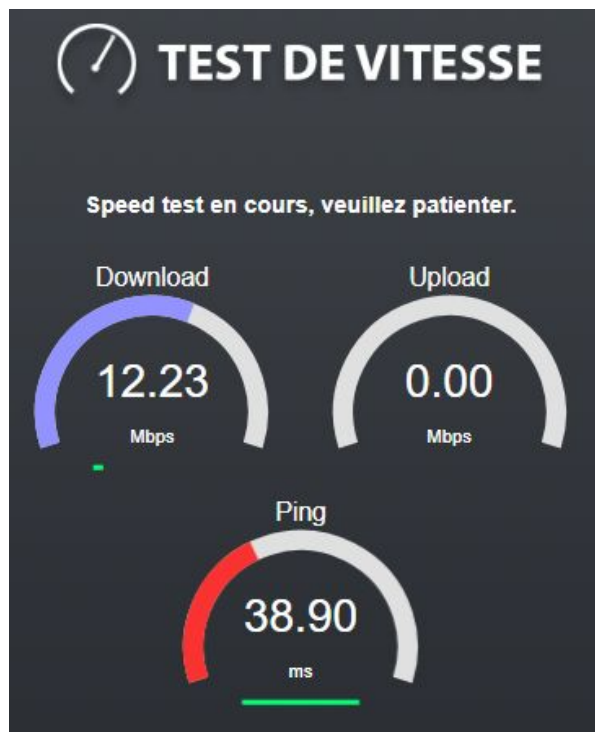 TEST DE VITESSE
Speed test en cours, veuillez patienter.
Download
12.23
Mbps
Upload
0.00
Mbps
Ping
38.90
ms